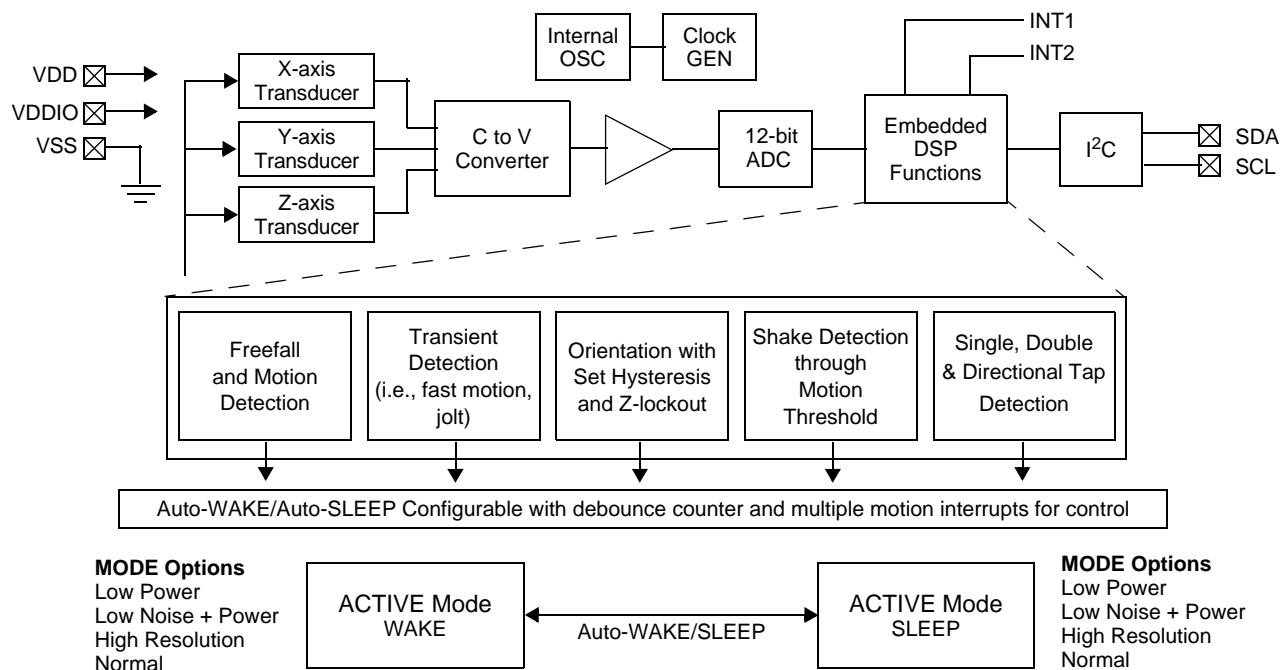 INT1
Internal
OSC
Clock
GEN
INT2
VDD
X-axis
Transducer
VDDIO
C to V
Converter
12-bit
ADC
Embedded
DSP
Functions
I²C
SDA
SCL
VSS
Y-axis
Transducer
Z-axis
Transducer
Freefall
and Motion
Detection
Transient
Detection
(i.e., fast motion,
jolt)
Orientation with
Set Hysteresis
and Z-lockout
Shake Detection
through
Motion
Threshold
Single, Double
& Directional Tap
Detection
Auto-WAKE/Auto-SLEEP Configurable with debounce counter and multiple motion interrupts for control
MODE Options
Low Power
Low Noise + Power
High Resolution
Normal
ACTIVE Mode
WAKE
Auto-WAKE/SLEEP
ACTIVE Mode
SLEEP
MODE Options
Low Power
Low Noise + Power
High Resolution
Normal